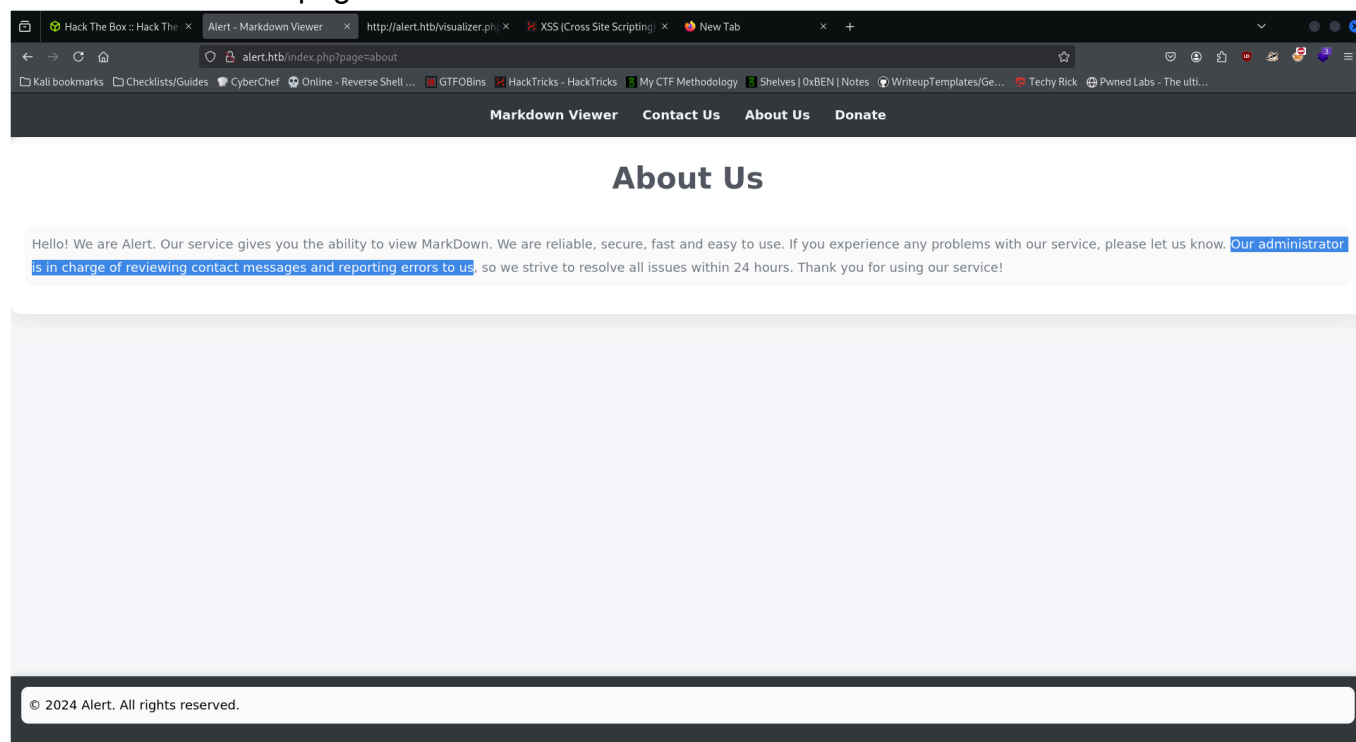 Hack The Box :: Hack The
Alert - Markdown Viewer
http://alert.htb/visualizer.ph
XSS (Cross Site Scripting)
New Tab
alert.htb/index.php?page=about
Kali bookmarks
Checklists/Guides
CyberChef
Online - Reverse Shell ...
GTFOBins
HackTricks - HackTricks
My CTF Methodology
Shelves | 0xBEN | Notes
WriteupTemplates/Ge...
Techy Rick
Pwned Labs - The ulti...
Markdown Viewer
Contact Us
About Us
Donate
About Us
Hello! We are Alert. Our service gives you the ability to view MarkDown. We are reliable, secure, fast and easy to use. If you experience any problems with our service, please let us know. Our administrator
is in charge of reviewing contact messages and reporting errors to us, so we strive to resolve all issues within 24 hours. Thank you for using our service!
© 2024 Alert. All rights reserved.